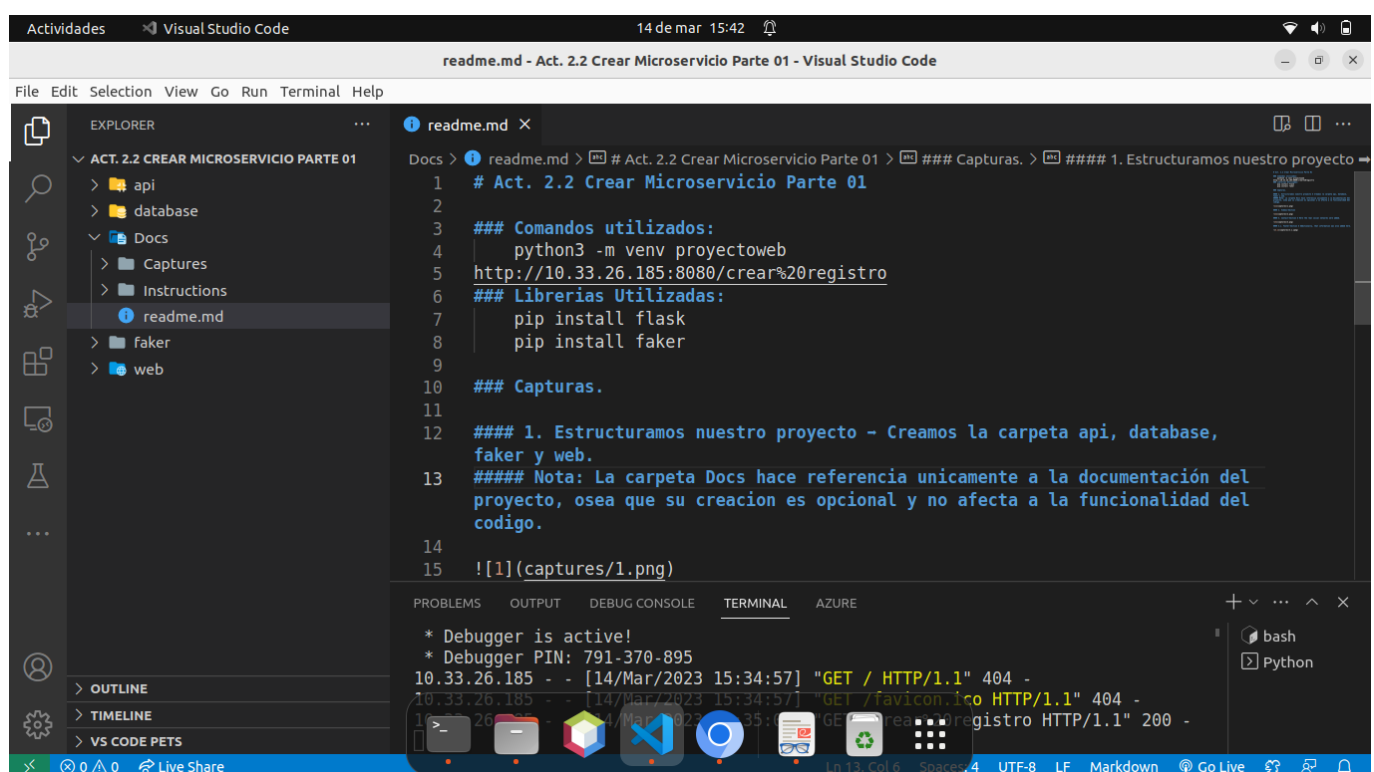 Actividades Visual Studio Code 14 de mar 15:42
readme.md - Act. 2.2 Crear Microservicio Parte 01 - Visual Studio Code
File Edit Selection View Go Run Terminal Help
EXPLORER ···
ACT. 2.2 CREAR MICROSERVICIO PARTE 01
api
database
Docs
Captures
Instructions
readme.md
faker
web
OUTLINE
TIMELINE
VS CODE PETS
readme.md
Docs > readme.md > # Act. 2.2 Crear Microservicio Parte 01 > ### Capturas. > #### 1. Estructuramos nuestro proyecto
1 # Act. 2.2 Crear Microservicio Parte 01
2
3 ### Comandos utilizados:
4 python3 -m venv proyectoweb
5 http://10.33.26.185:8080/crear%20registro
6 ### Librerias Utilizadas:
7 pip install flask
8 pip install faker
9
10 ### Capturas.
11
12 #### 1. Estructuramos nuestro proyecto - Creamos la carpeta api, database,
faker y web.
13 ##### Nota: La carpeta Docs hace referencia unicamente a la documentación del
proyecto, osea que su creacion es opcional y no afecta a la funcionalidad del
codigo.
14
15 ![1](captures/1.png)
PROBLEMS OUTPUT DEBUG CONSOLE TERMINAL AZURE
* Debugger is active!
* Debugger PIN: 791-370-895
10.33.26.185 - - [14/Mar/2023 15:34:57] "GET / HTTP/1.1" 404 -
10.33.26.185 - - [14/Mar/2023 15:34:57] "GET /favicon.ico HTTP/1.1" 404 -
registro HTTP/1.1" 200 -
bash
Python
0 0 Live Share Ln 13, Col 6 Spaces: 4 UTF-8 LF Markdown Go Live